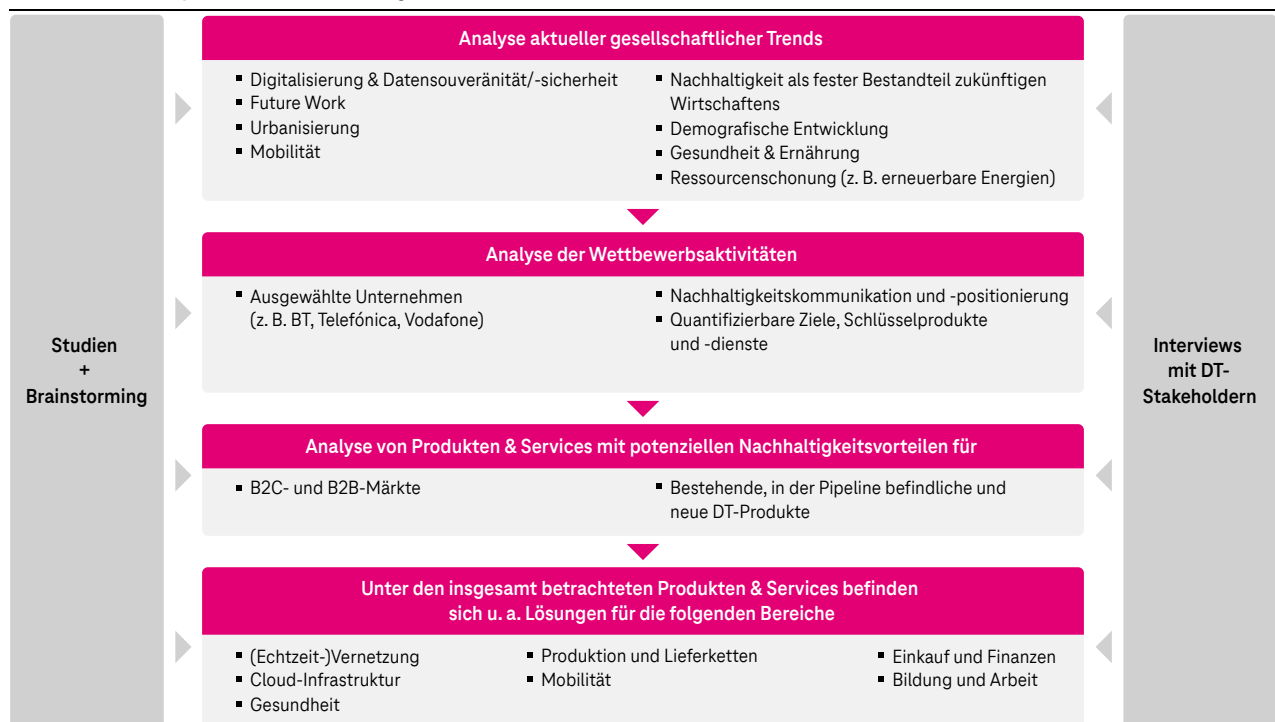 Analyse aktueller gesellschaftlicher Trends
▪ Digitalisierung & Datensouveränität/-sicherheit
▪ Future Work
▪ Urbanisierung
▪ Mobilität
▪ Nachhaltigkeit als fester Bestandteil zukünftigen
Wirtschaftens
▪ Demografische Entwicklung
▪ Gesundheit & Ernährung
▪ Ressourcenschonung (z. B. erneuerbare Energien)
Analyse der Wettbewerbsaktivitäten
▪ Ausgewählte Unternehmen
(z. B. BT, Telefónica, Vodafone)
▪ Nachhaltigkeitskommunikation und -positionierung
▪ Quantifizierbare Ziele, Schlüsselprodukte
und -dienste
Studien
+
Brainstorming
Interviews
mit DT-
Stakeholdern
Analyse von Produkten & Services mit potenziellen Nachhaltigkeitsvorteilen für
▪ B2C- und B2B-Märkte
▪ Bestehende, in der Pipeline befindliche und
neue DT-Produkte
Unter den insgesamt betrachteten Produkten & Services befinden
sich u. a. Lösungen für die folgenden Bereiche
▪ (Echtzeit-)Vernetzung
▪ Cloud-Infrastruktur
▪ Gesundheit
▪ Produktion und Lieferketten
▪ Mobilität
▪ Einkauf und Finanzen
▪ Bildung und Arbeit